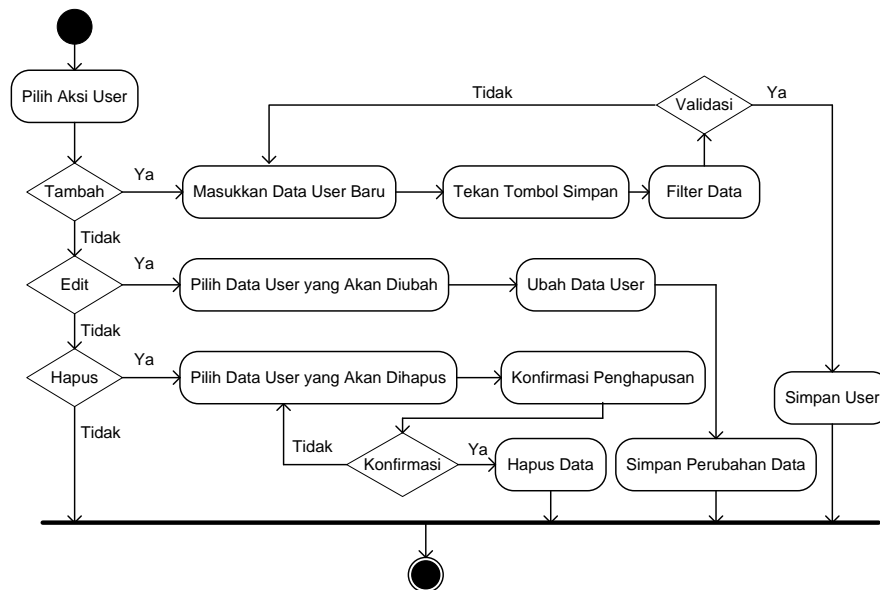 Pilih Aksi User
Tidak
Validasi
Ya
Tambah
Ya
Masukkan Data User Baru
Tekan Tombol Simpan
Filter Data
Tidak
Edit
Ya
Pilih Data User yang Akan Diubah
Ubah Data User
Tidak
Hapus
Ya
Pilih Data User yang Akan Dihapus
Konfirmasi Penghapusan
Simpan User
Tidak
Tidak
Konfirmasi
Ya
Hapus Data
Simpan Perubahan Data